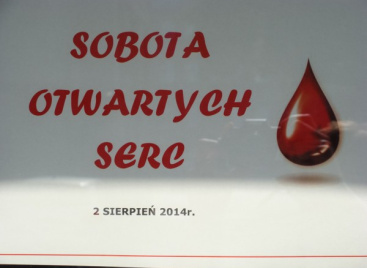 SOBOTA
OTWARTYCH
SERC
2 SIERPIEŃ 2014r.